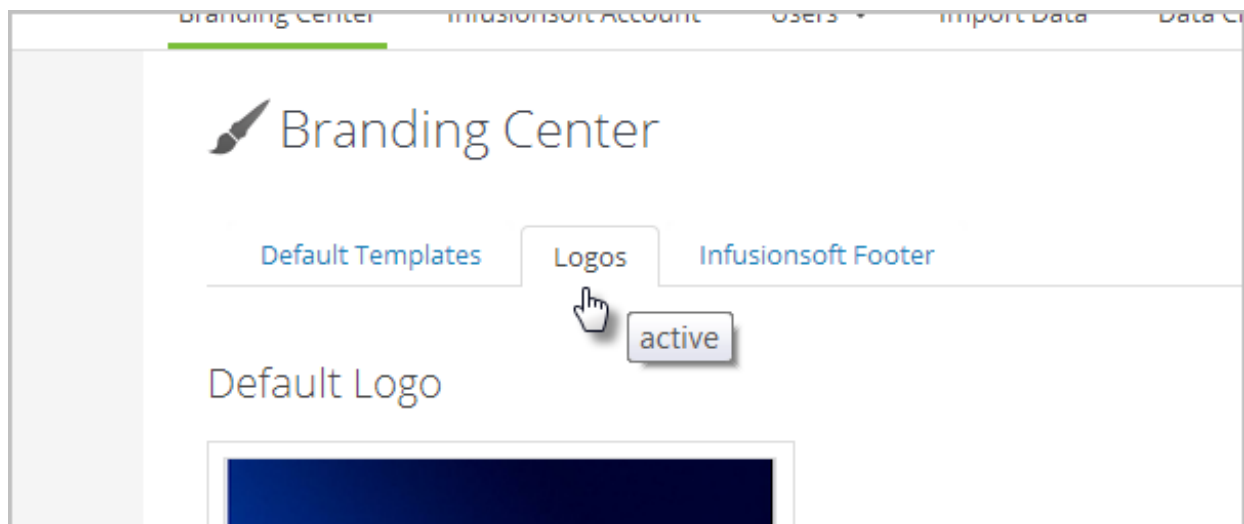 Branding Center Infusionsoft Account Users Import Data
Branding Center
Default Templates Logos Infusionsoft Footer
active
Default Logo